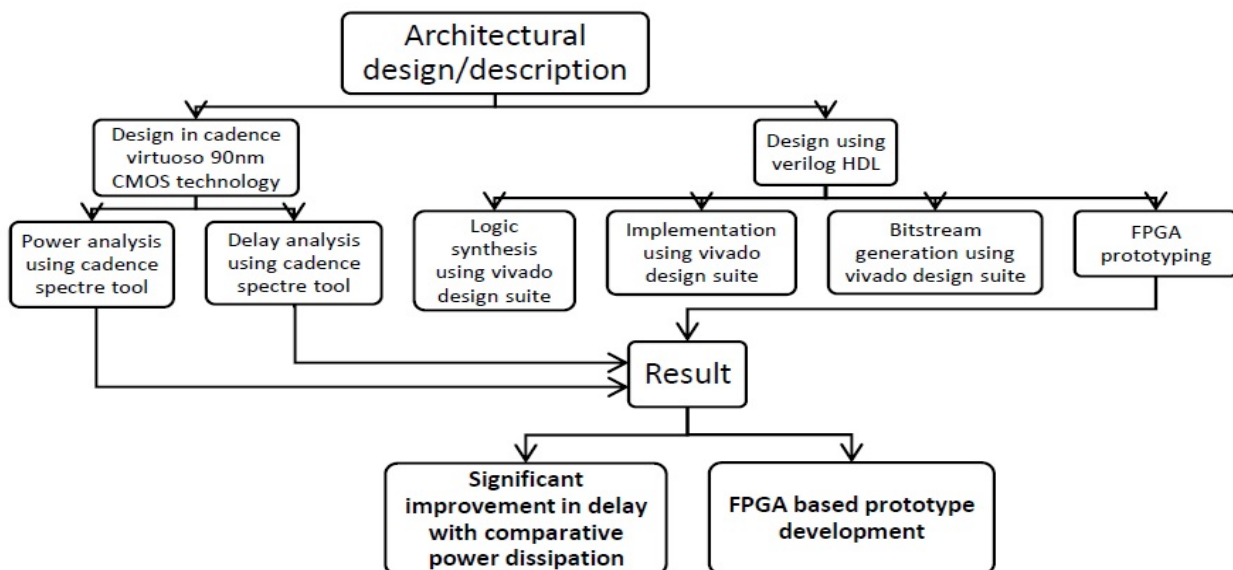 Architectural
design/description
Design in cadence
virtuoso 90nm
CMOS technology
Design using
verilog HDL
Power analysis
using cadence
spectre tool
Delay analysis
using cadence
spectre tool
Logic
synthesis
using vivado
design suite
Implementation
using vivado
design suite
Bitstream
generation using
vivado design suite
FPGA
prototyping
Result
Significant
improvement in delay
with comparative
power dissipation
FPGA based prototype
development